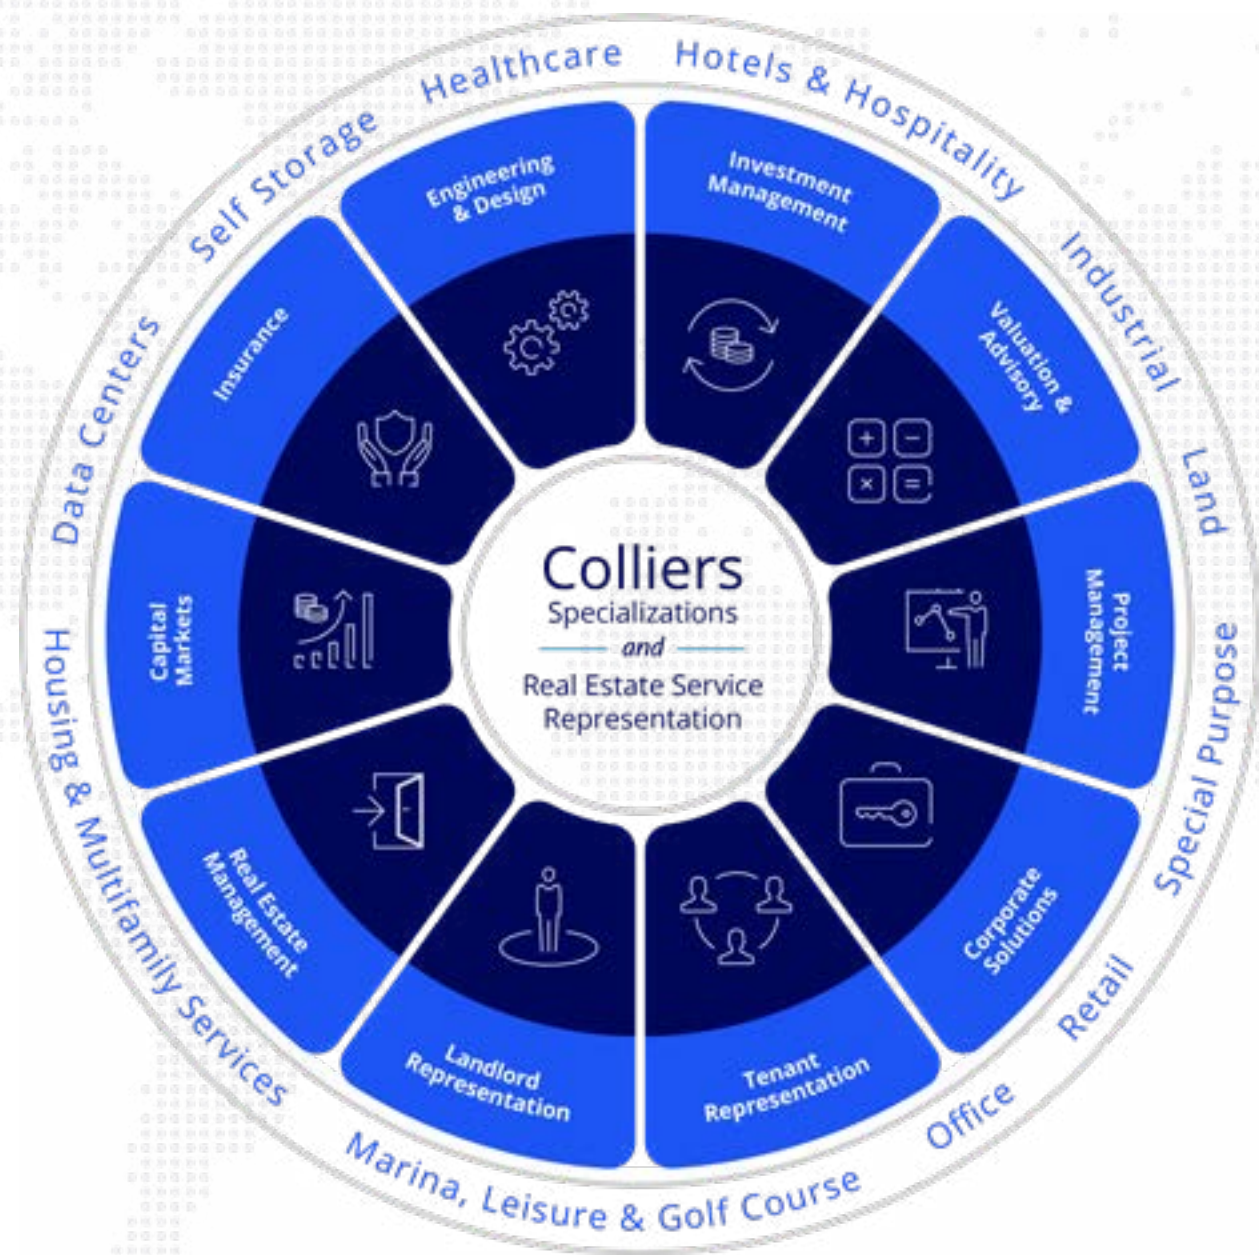 Colliers
Specializations
and
Real Estate Service
Representation
Investment
Management
Valuation &
Advisory
Project
Management
Corporate
Solutions
Tenant
Representation
Landlord
Representation
Real Estate
Management
Capital
Markets
Insurance
Engineering
& Design
Healthcare
Hotels & Hospitality
Industrial
Land
Special Purpose
Retail
Office
Marina, Leisure & Golf Course
Housing & Multifamily Services
Data Centers
Self Storage